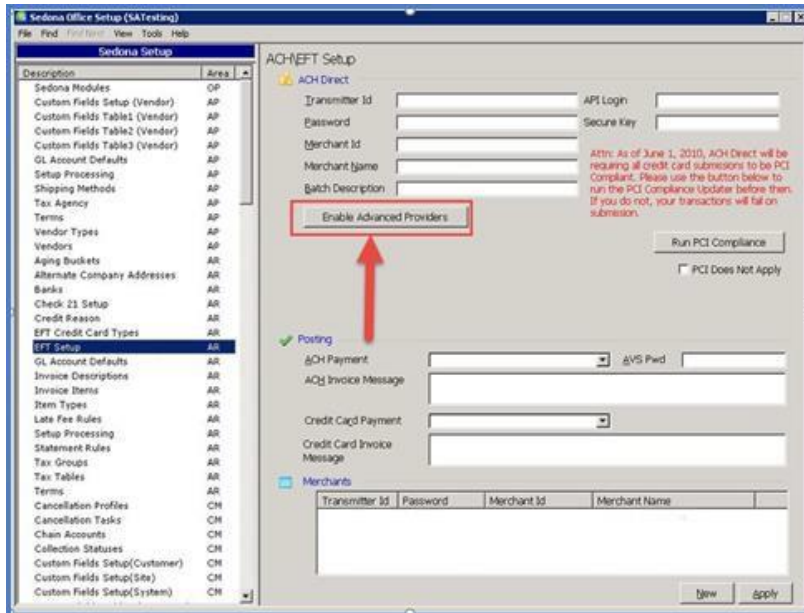 Sedona Office Setup (SATesting)
File Find Find Next View Tools Help
Sedona Setup
Description Area
Sedona Modules OP
Custom Fields Setup (Vendor) AP
Custom Fields Table1 (Vendor) AP
Custom Fields Table2 (Vendor) AP
Custom Fields Table3 (Vendor) AP
GL Account Defaults AP
Setup Processing AP
Shipping Methods AP
Tax Agency AP
Terms AP
Vendor Types AP
Vendors AP
Aging Buckets AR
Alternate Company Addresses AR
Banks AR
Check 21 Setup AR
Credit Reason AR
EFT Credit Card Types AR
EFT Setup AR
GL Account Defaults AR
Invoice Descriptions AR
Invoice Items AR
Item Types AR
Late Fee Rules AR
Setup Processing AR
Statement Rules AR
Tax Groups AR
Tax Tables AR
Terms AR
Cancellation Profiles CM
Cancellation Tasks CM
Chain Accounts CM
Collection Statuses CM
Custom Fields Setup(Customer) CM
Custom Fields Setup(Site) CM
Custom Fields Setup(System) CM
ACH\EFT Setup
ACH Direct
Transmitter Id API Login
Password Secure Key
Merchant Id
Merchant Name
Batch Description
Attn: As of June 1, 2010, ACH Direct will be
requiring all credit card submissions to be PCI
Compliant. Please use the button below to
run the PCI Compliance Updater before then.
If you do not, your transactions will fail on
submission.
Enable Advanced Providers
Run PCI Compliance
PCI Does Not Apply
Posting
ACH Payment AVS Pwd
ACH Invoice Message
Credit Card Payment
Credit Card Invoice
Message
Merchants
Transmitter Id Password Merchant Id Merchant Name
New Apply